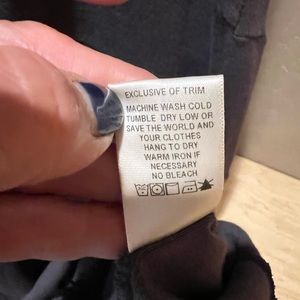 EXCLUSIVE OF TRIM
MACHINE WASH COLD
TUMBLE DRY LOW OR
SAVE THE WORLD AND
YOUR CLOTHES
HANG TO DRY
WARM IRON IF
NECESSARY
NO BLEACH